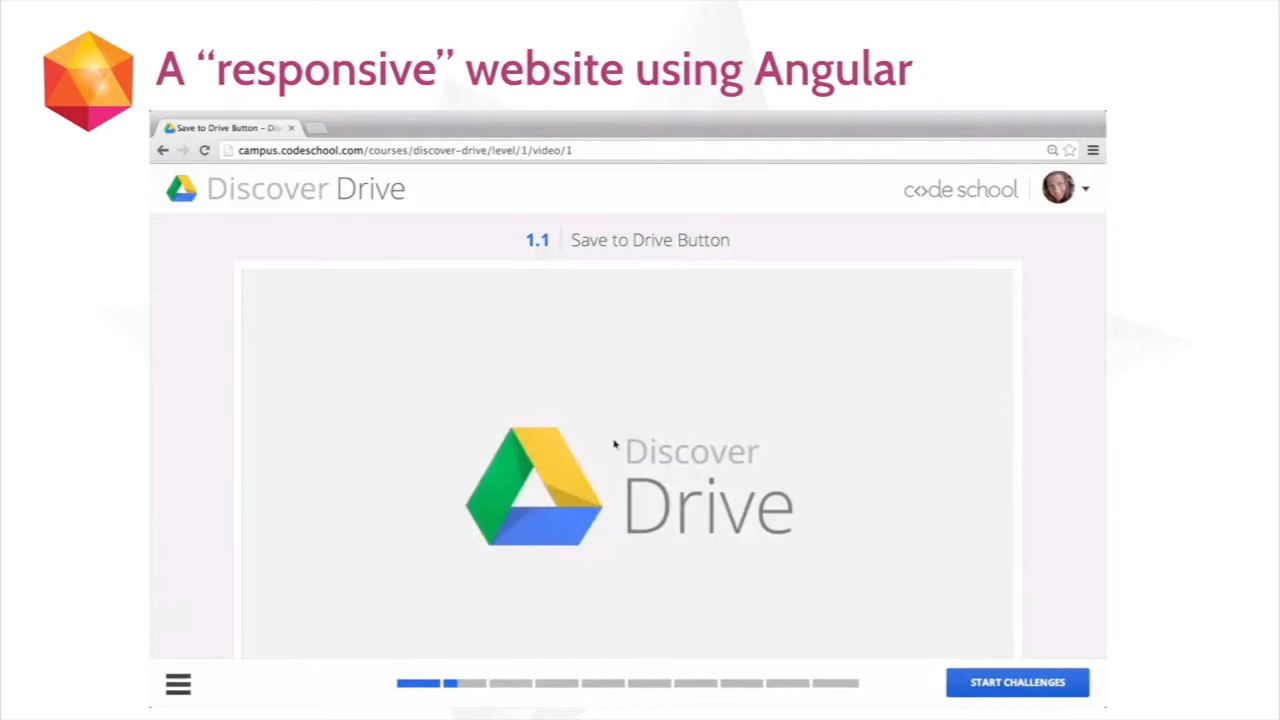 A “responsive” website using Angular
Save to Drive Button – Dis
campus.codeschool.com/courses/discover-drive/level/1/video/1
Discover Drive
code school
1.1 Save to Drive Button
Discover
Drive
START CHALLENGES